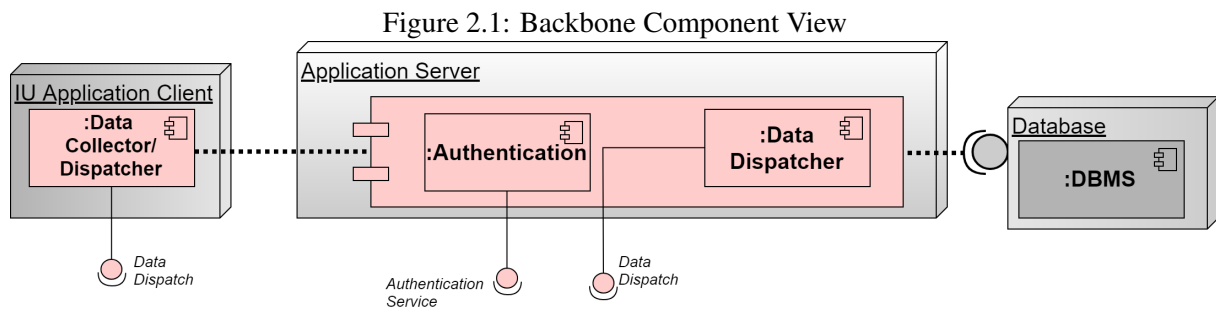 Figure 2.1: Backbone Component View
IU Application Client
:Data
Collector/
Dispatcher
Data
Dispatch
Application Server
:Authentication
:Data
Dispatcher
Authentication
Service
Data
Dispatch
Database
:DBMS